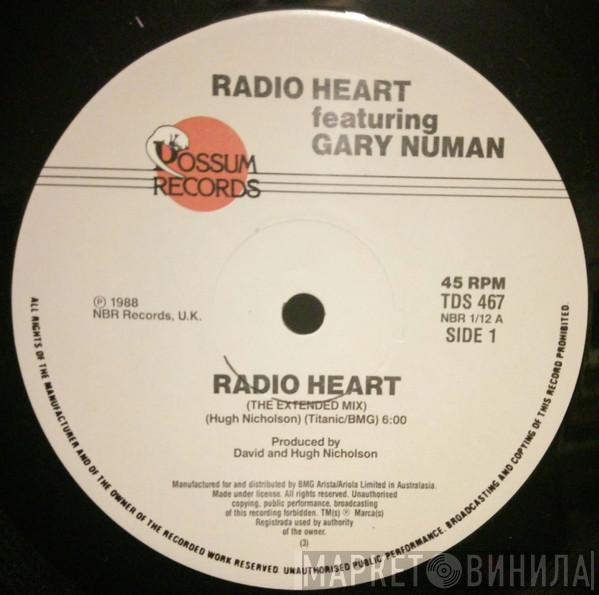 RADIO HEART
featuring
GARY NUMAN
POSSUM
RECORDS
℗ 1988
NBR Records, U.K.
45 RPM
TDS 467
NBR 1/12 A
SIDE 1
RADIO HEART
(THE EXTENDED MIX)
(Hugh Nicholson) (Titanic/BMG) 6:00
Produced by
David and Hugh Nicholson
Manufactured for and distributed by BMG Arista/Ariola Limited in Australasia.
Made under license. All rights reserved. Unauthorised
copying, public performance, broadcasting
of this recording forbidden. TM(s) ® Marca(s)
Registrada used by authority
of the owner.
(3)
ALL RIGHTS OF THE MANUFACTURER AND OF THE OWNER OF THE RECORDED WORK RESERVED. UNAUTHORISED PUBLIC PERFORMANCE, BROADCASTING AND COPYING OF THIS RECORD PROHIBITED.
МАРКЕТ ВИНИЛА